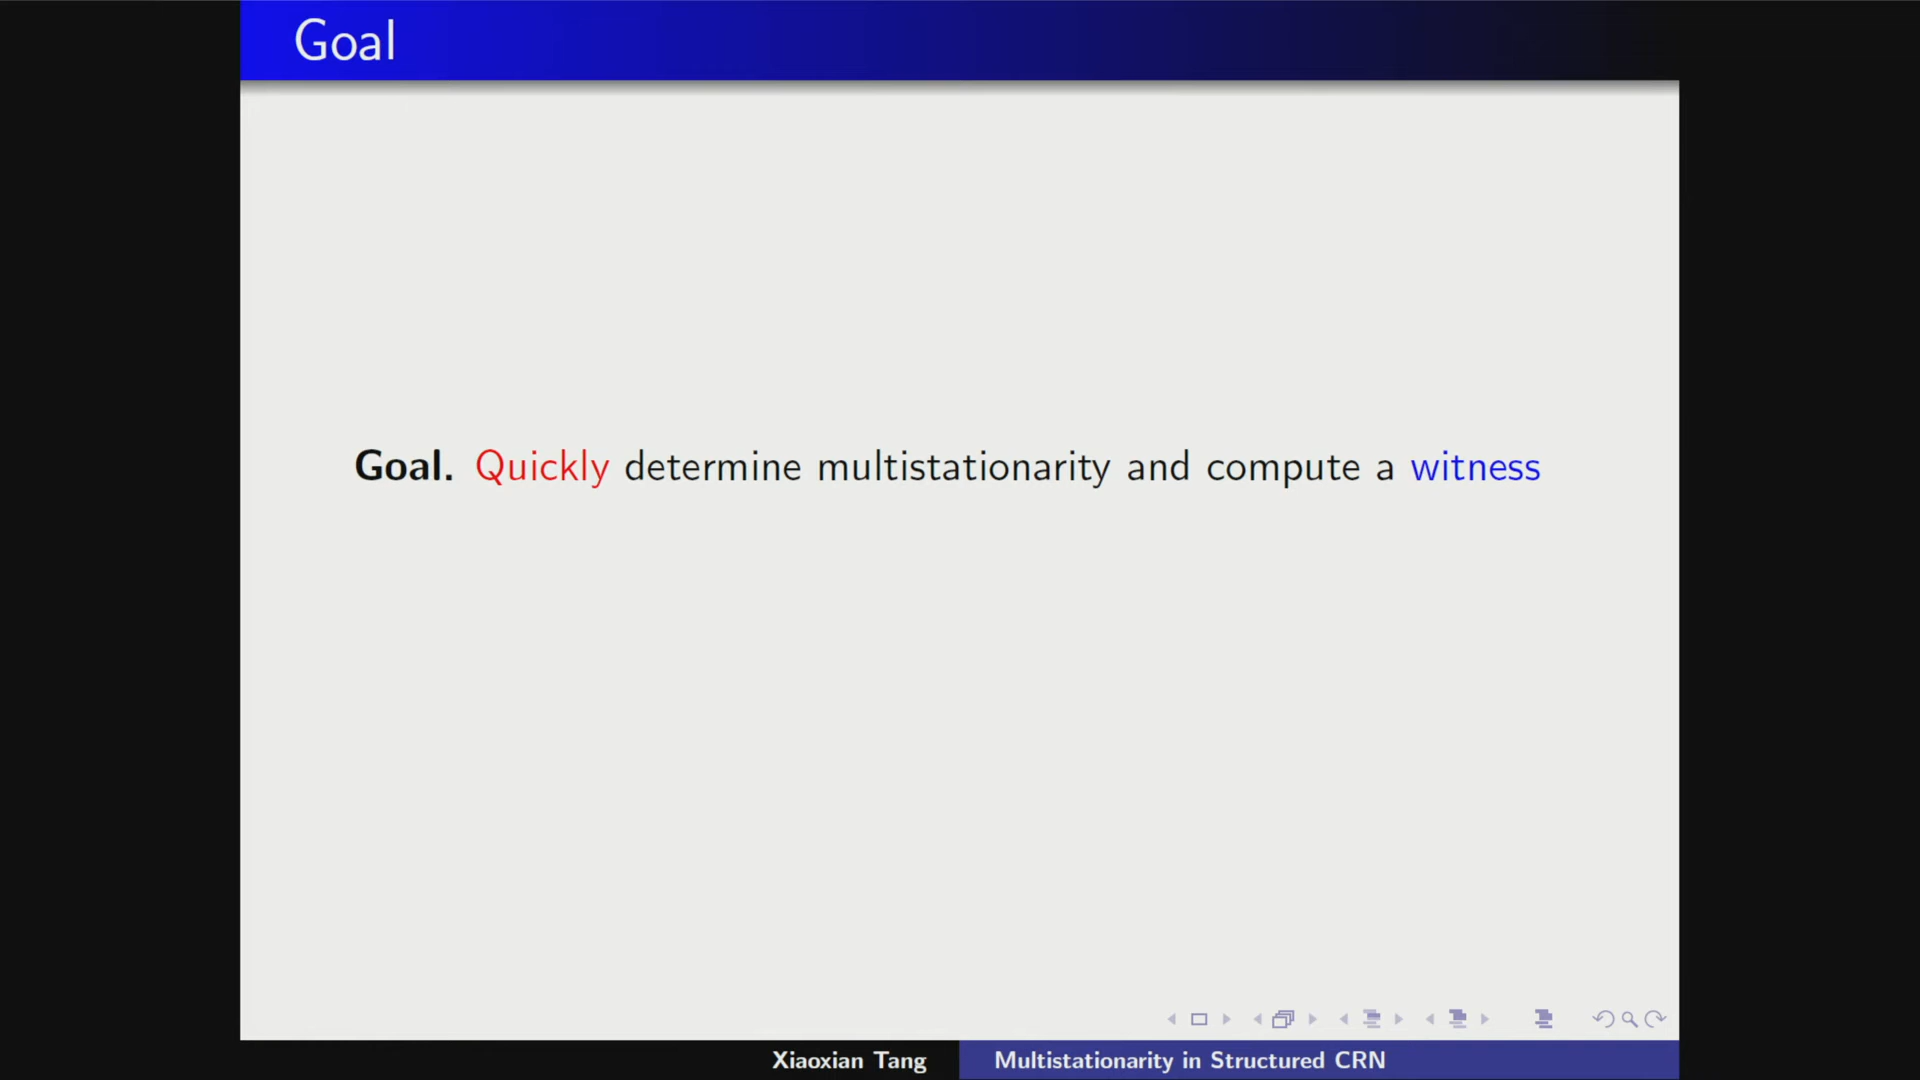 Goal
Goal. Quickly determine multistationarity and compute a witness
Xiaoxian Tang
Multistationarity in Structured CRN